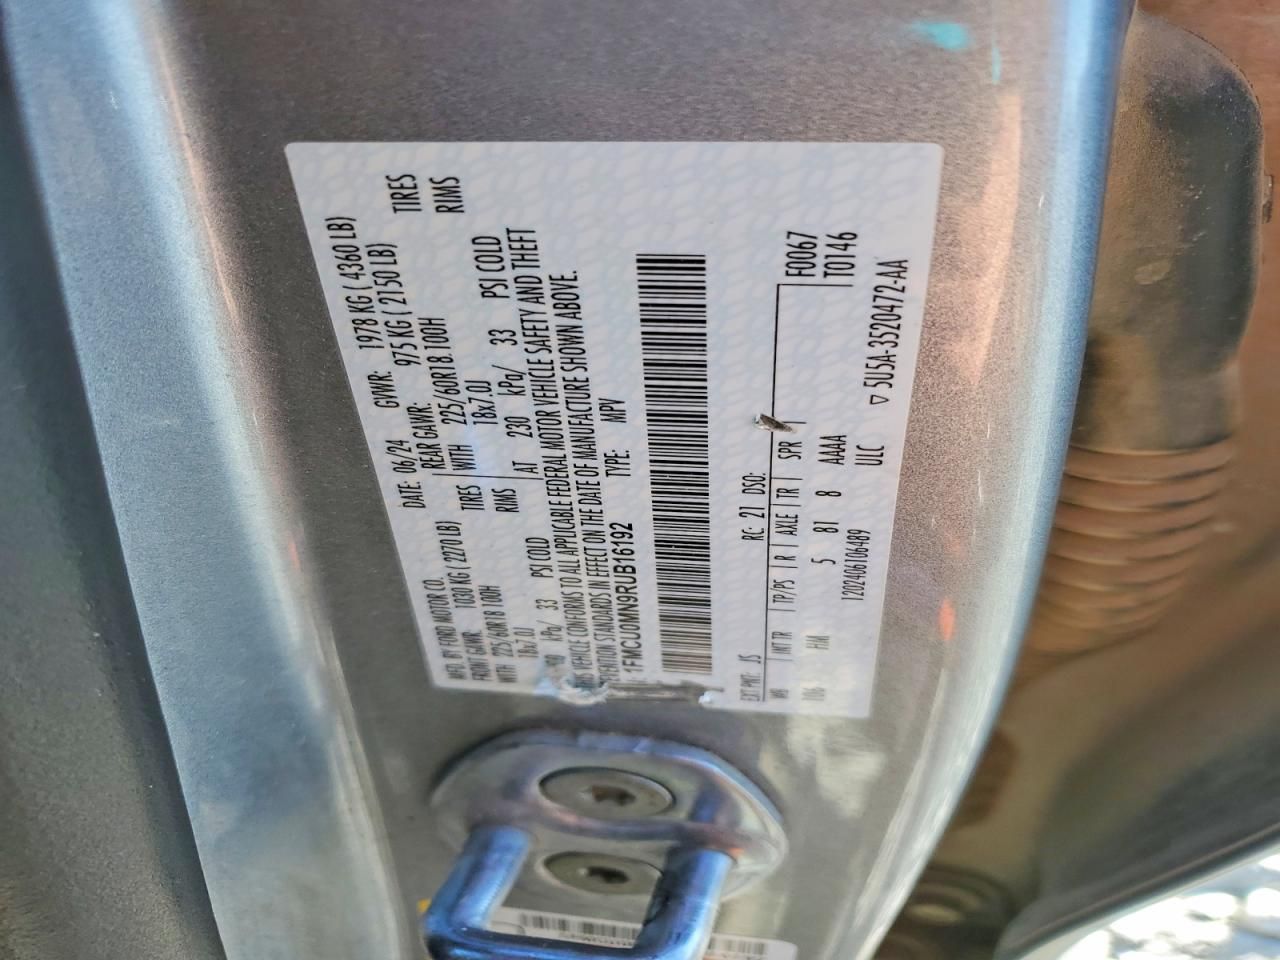 MFD. BY FORD MOTOR CO. DATE: 06/24 GVWR: 1978 KG ( 4360 LB)
FRONT GAWR: 1030 KG ( 2270 LB) REAR GAWR: 975 KG ( 2150 LB)
WITH 225/60R18 100H TIRES WITH 225/60R18 100H TIRES
18x7.0J RIMS 18x7.0J RIMS
kPa/ 33 PSI COLD AT 230 kPa/ 33 PSI COLD
THIS VEHICLE CONFORMS TO ALL APPLICABLE FEDERAL MOTOR VEHICLE SAFETY AND THEFT
PREVENTION STANDARDS IN EFFECT ON THE DATE OF MANUFACTURE SHOWN ABOVE.
1FMCU0MN9RUB16192 TYPE: MPV
EXT PNT: JS RC: 21 DSO: F0067
WB INT TR TP/PS R AXLE TR SPR T0146
106 HM 5 81 8 AAAA
ULC
1202406106489 ▽ 5U5A-3520472-AA